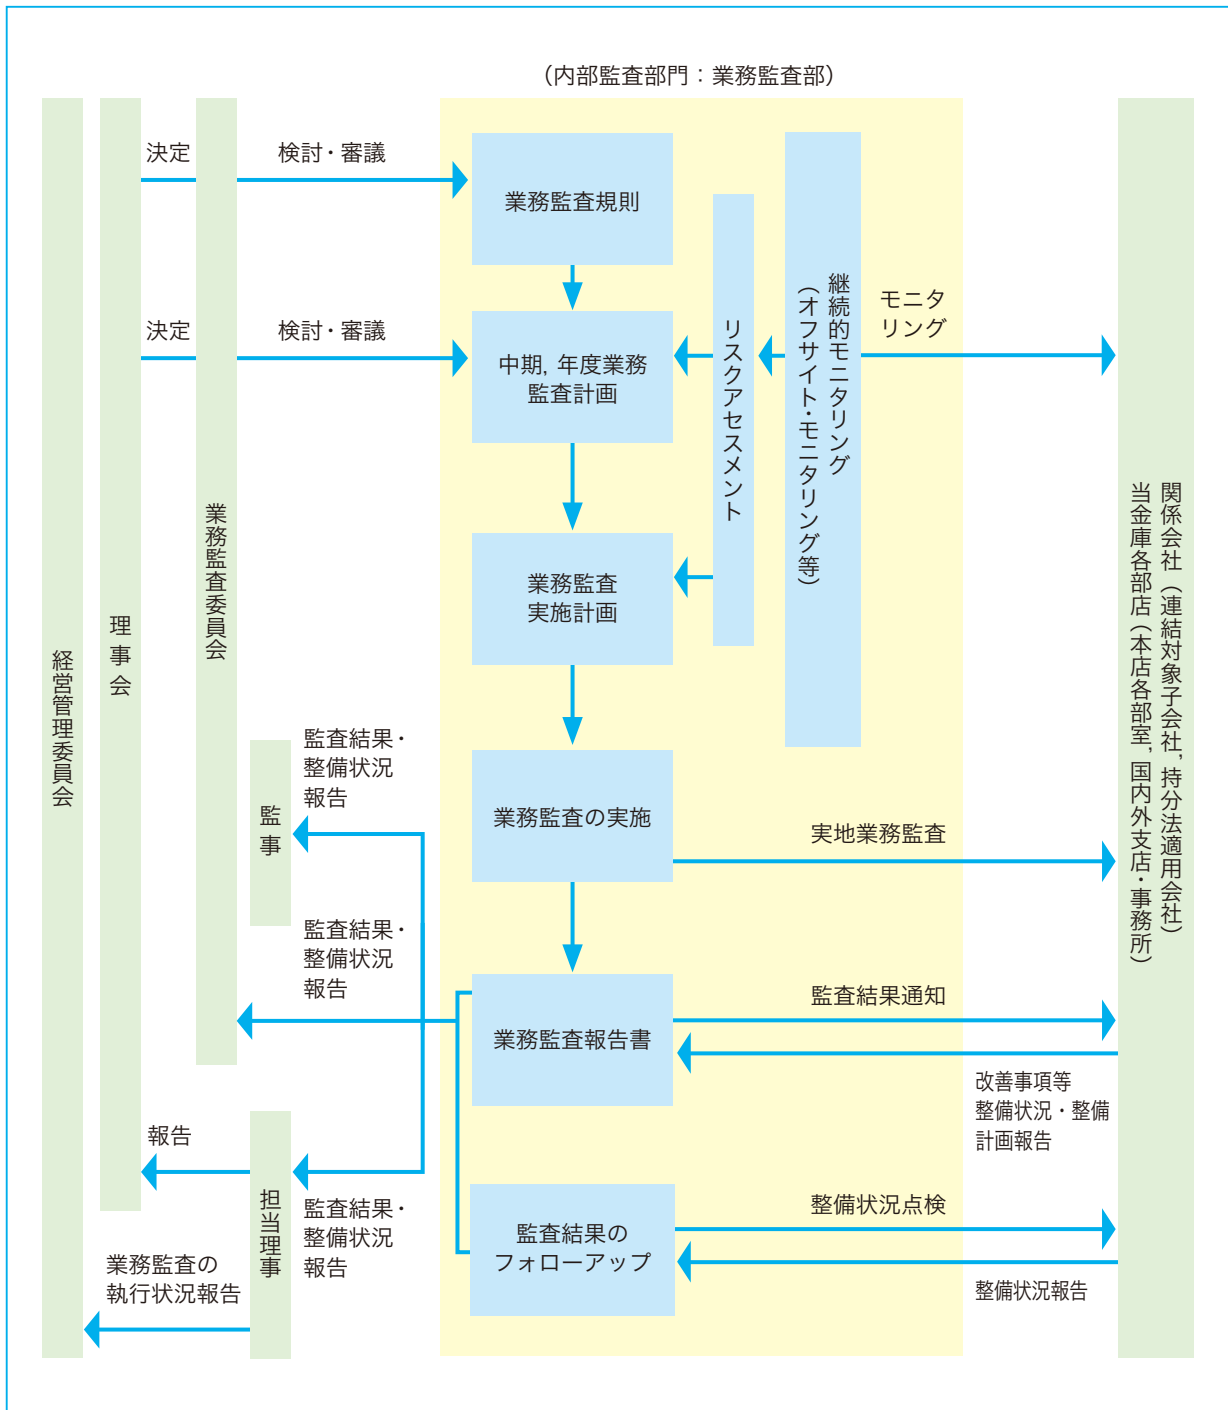 （内部監査部門：業務監査部）
決定
検討・審議
業務監査規則
決定
検討・審議
中期，年度業務
監査計画
リスクアセスメント
継続的モニタリング
（オフサイト・モニタリング等）
モニタ
リング
業務監査
実施計画
経営管理委員会
理事会
業務監査委員会
監事
監査結果・
整備状況
報告
業務監査の実施
実地業務監査
関係会社（連結対象子会社，持分法適用会社）
当金庫各部店（本店各部室，国内外支店・事務所）
監査結果・
整備状況
報告
業務監査報告書
監査結果通知
改善事項等
整備状況・整備
計画報告
報告
担当理事
監査結果・
整備状況
報告
監査結果の
フォローアップ
整備状況点検
整備状況報告
業務監査の
執行状況報告